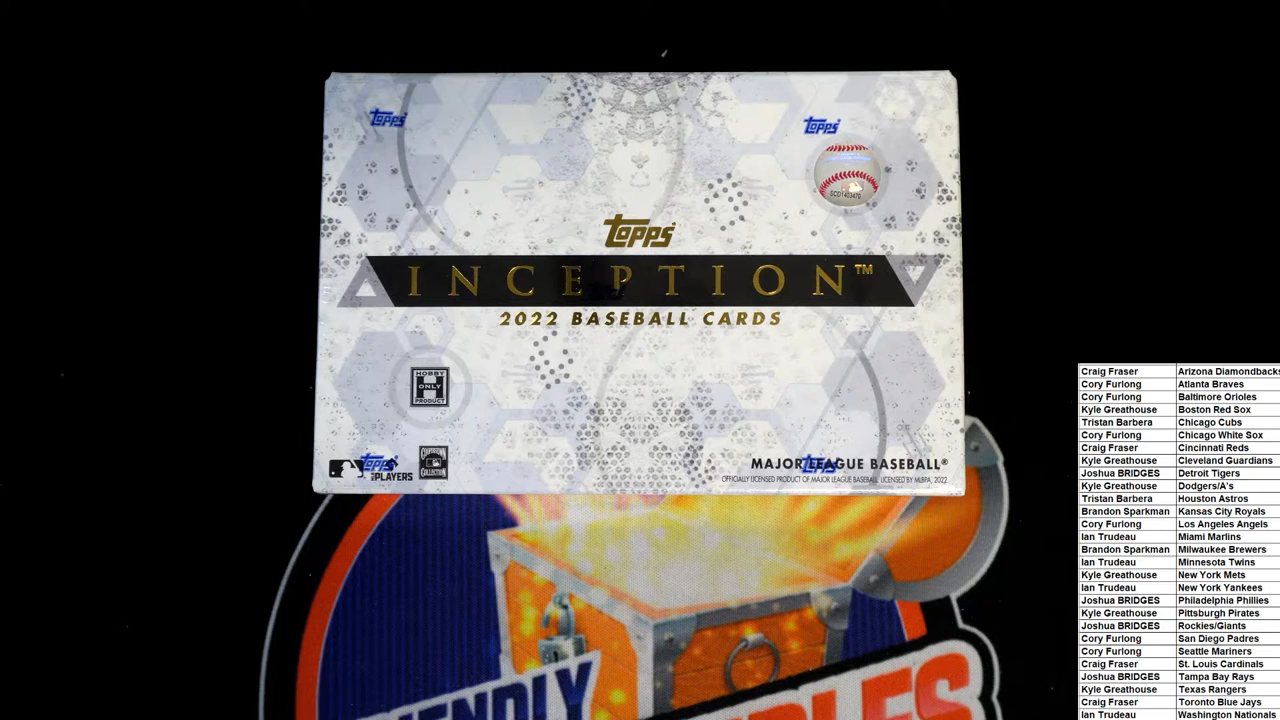 topps
topps
SCD1403470
topps
INCEPTION™
2022 BASEBALL CARDS
HOBBY
H
ONLY
PRODUCT
topps
PLAYERS
MAJOR LEAGUE BASEBALL®
topps
OFFICIALLY LICENSED PRODUCT OF MAJOR LEAGUE BASEBALL. LICENSED BY MLBPA, 2022
Craig Fraser Arizona Diamondbacks
Cory Furlong Atlanta Braves
Cory Furlong Baltimore Orioles
Kyle Greathouse Boston Red Sox
Tristan Barbera Chicago Cubs
Cory Furlong Chicago White Sox
Craig Fraser Cincinnati Reds
Kyle Greathouse Cleveland Guardians
Joshua BRIDGES Detroit Tigers
Kyle Greathouse Dodgers/A's
Tristan Barbera Houston Astros
Brandon Sparkman Kansas City Royals
Cory Furlong Los Angeles Angels
Ian Trudeau Miami Marlins
Brandon Sparkman Milwaukee Brewers
Ian Trudeau Minnesota Twins
Kyle Greathouse New York Mets
Ian Trudeau New York Yankees
Joshua BRIDGES Philadelphia Phillies
Kyle Greathouse Pittsburgh Pirates
Joshua BRIDGES Rockies/Giants
Cory Furlong San Diego Padres
Cory Furlong Seattle Mariners
Craig Fraser St. Louis Cardinals
Joshua BRIDGES Tampa Bay Rays
Kyle Greathouse Texas Rangers
Craig Fraser Toronto Blue Jays
Ian Trudeau Washington Nationals